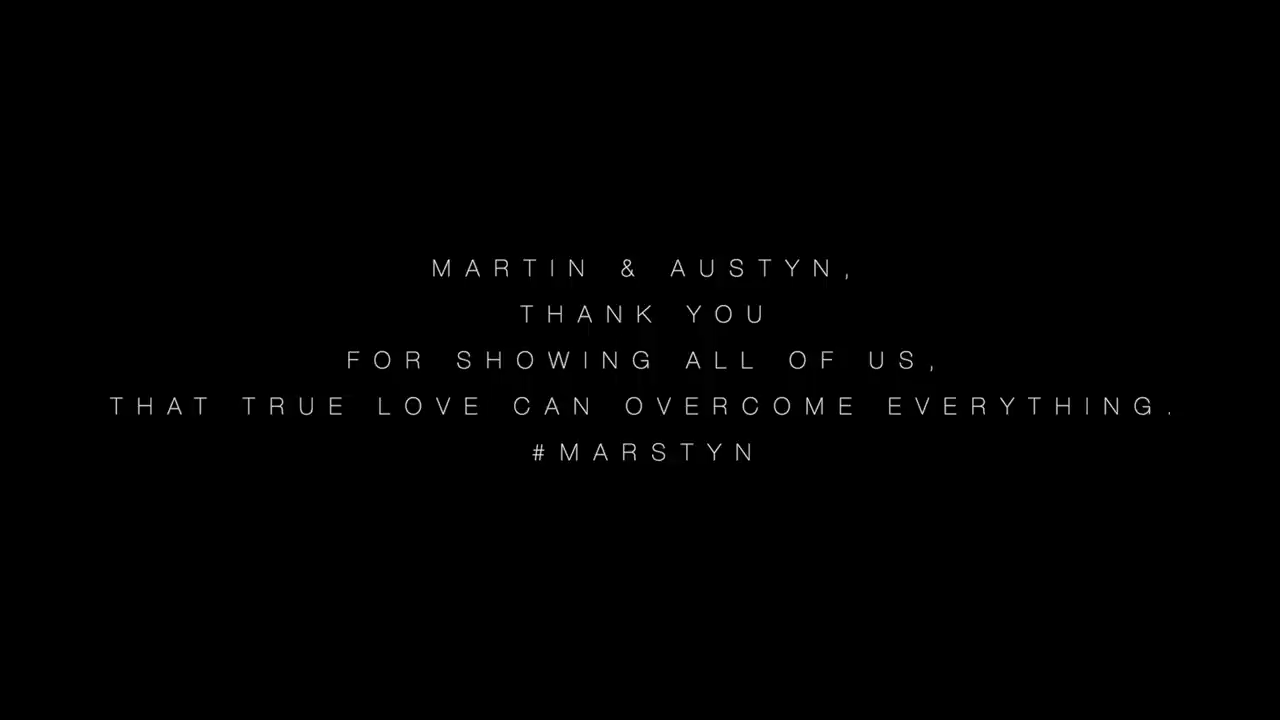 MARTIN & AUSTYN,
THANK YOU
FOR SHOWING ALL OF US,
THAT TRUE LOVE CAN OVERCOME EVERYTHING.
#MARSTYN